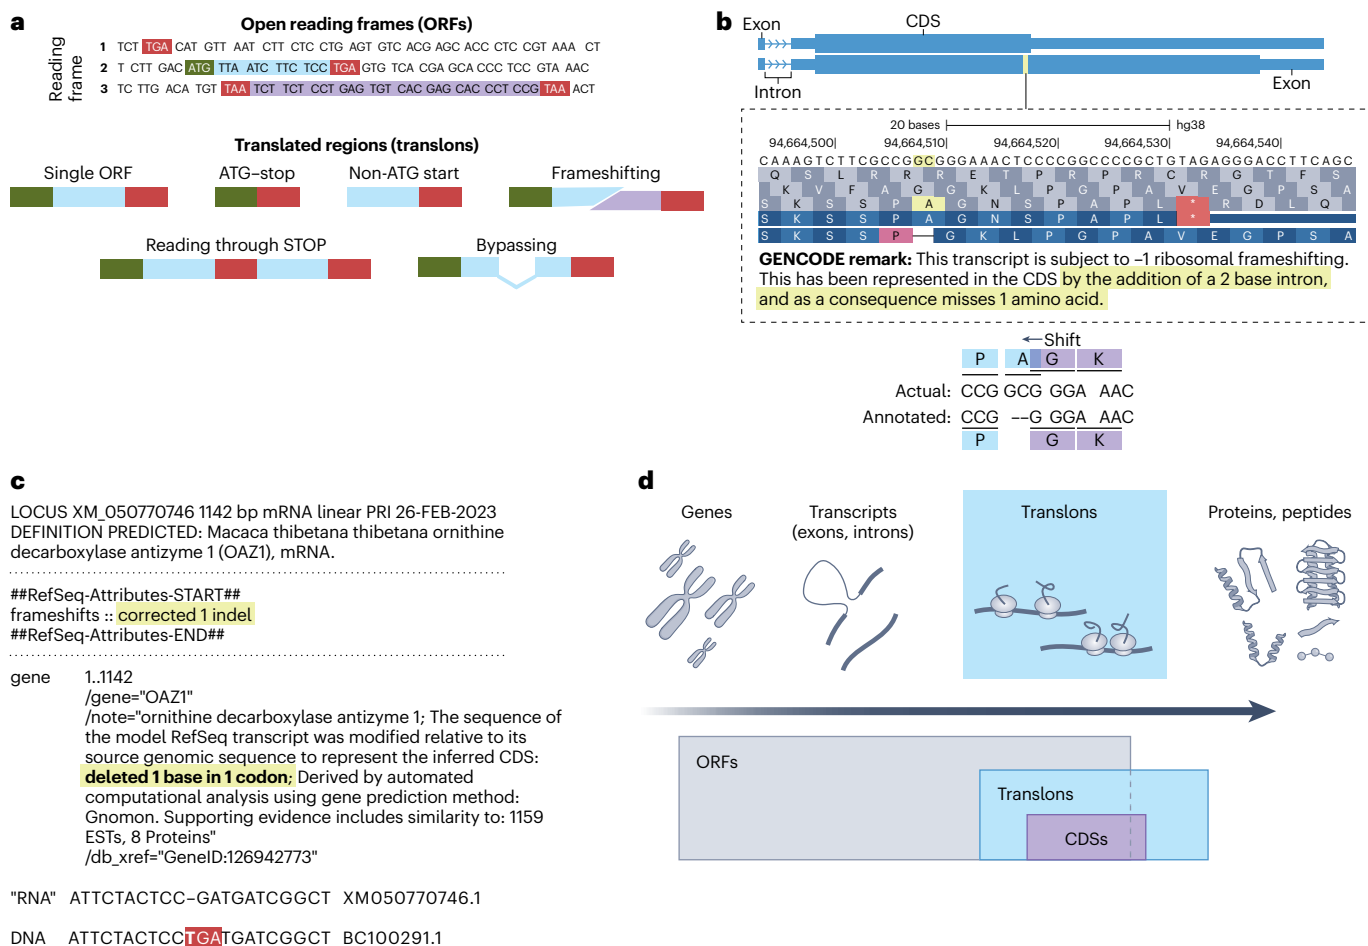 a
Open reading frames (ORFs)
Reading frame
1 TCT TGA CAT GTT AAT CTT CTC CTG AGT GTC ACG AGC ACC CTC CGT AAA CT
2 T CTT GAC ATG TTA ATC TTC TCC TGA GTG TCA CGA GCA CCC TCC GTA AAC
3 TC TTG ACA TGT TAA TCT TCT CCT GAG TGT CAC GAG CAC CCT CCG TAA ACT
Translated regions (translons)
Single ORF
ATG–stop
Non-ATG start
Frameshifting
Reading through STOP
Bypassing
b
Exon
CDS
Intron
Exon
20 bases
hg38
94,664,500| 94,664,510| 94,664,520| 94,664,530| 94,664,540|
CAAAGTCTTCGCCGGCGGGGAAACTCCCCGGCCCCGCTGTAGAGGGACCTTCAGC
Q S L R R R E T P R P R C R G T F S
K V F A G G K L P G P A V E G P S A
S K S S P A G N S P A P L * R D L Q
S K S S P A G N S P A P L *
S K S S P G K L P G P A V E G P S A
GENCODE remark: This transcript is subject to –1 ribosomal frameshifting.
This has been represented in the CDS by the addition of a 2 base intron,
and as a consequence misses 1 amino acid.
Shift
P A G K
Actual: CCG GCG GGA AAC
Annotated: CCG ––G GGA AAC
P G K
c
LOCUS XM_050770746 1142 bp mRNA linear PRI 26-FEB-2023
DEFINITION PREDICTED: Macaca thibetana thibetana ornithine
decarboxylase antizyme 1 (OAZ1), mRNA.
##RefSeq-Attributes-START##
frameshifts :: corrected 1 indel
##RefSeq-Attributes-END##
gene 1..1142
/gene="OAZ1"
/note="ornithine decarboxylase antizyme 1; The sequence of
the model RefSeq transcript was modified relative to its
source genomic sequence to represent the inferred CDS:
deleted 1 base in 1 codon; Derived by automated
computational analysis using gene prediction method:
Gnomon. Supporting evidence includes similarity to: 1159
ESTs, 8 Proteins"
/db_xref="GeneID:126942773"
"RNA" ATTCTACTCC–GATGATCGGCT XM050770746.1
DNA ATTCTACTCCTGATGATCGGCT BC100291.1
d
Genes
Transcripts
(exons, introns)
Translons
Proteins, peptides
ORFs
Translons
CDSs